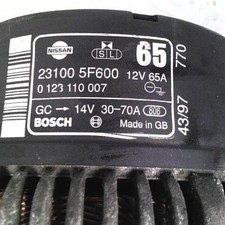 NISSAN
ISL
65
770
23100 5F600 12V 65A
0 123 110 007
GC → 14V 30-70A 606
BOSCH Made in GB
43/97